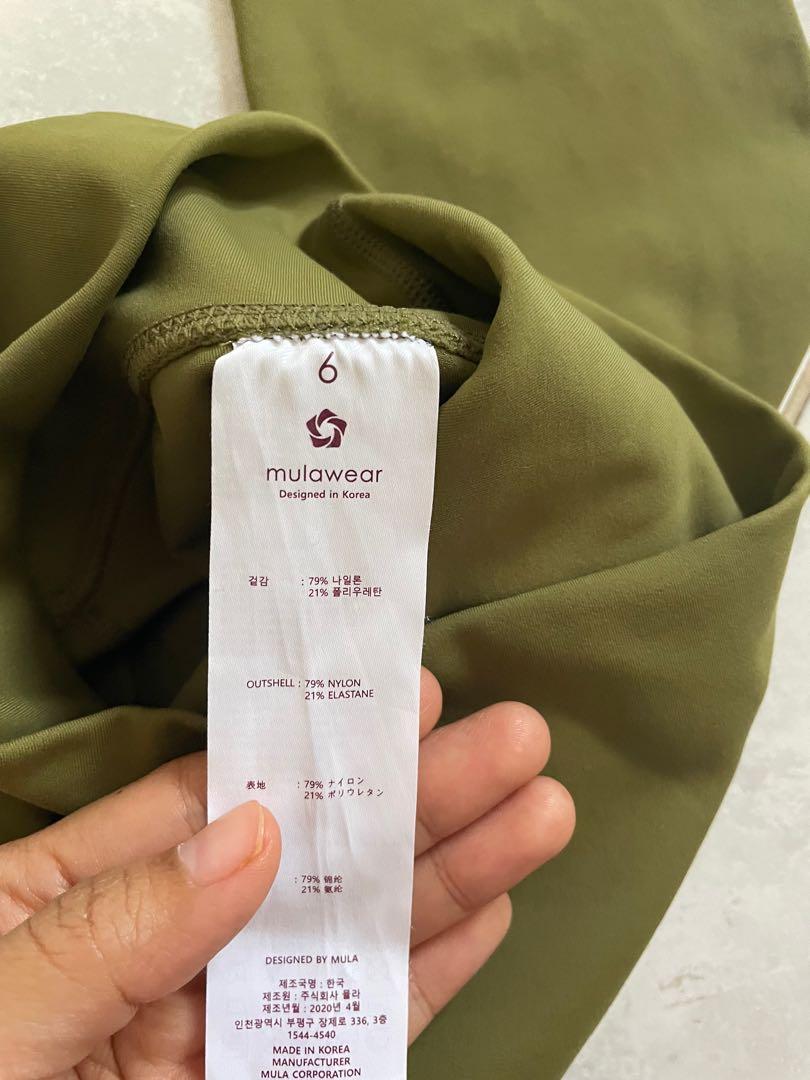 6
mulawear
Designed in Korea
겉감 : 79% 나일론
21% 폴리우레탄
OUTSHELL : 79% NYLON
21% ELASTANE
表地 : 79% ナイロン
21% ポリウレタン
: 79% 锦纶
21% 氨纶
DESIGNED BY MULA
제조국명 : 한국
제조원 : 주식회사 뮬라
제조년월 : 2020년 4월
인천광역시 부평구 장제로 336, 3층
1544-4540
MADE IN KOREA
MANUFACTURER
MULA CORPORATION